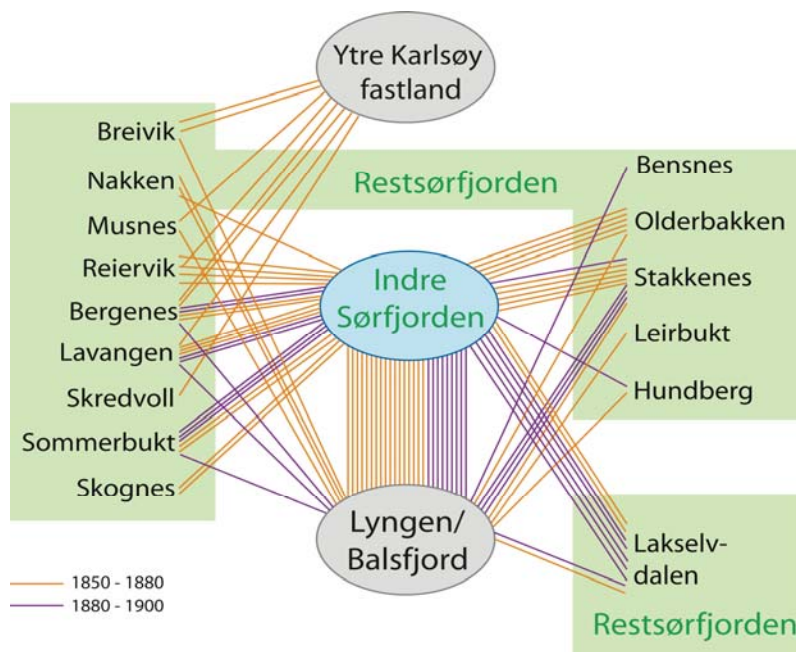 Ytre Karlsøy
fastland
Breivik
Nakken
Musnes
Reiervik
Bergenes
Lavangen
Skredvoll
Sommerbukt
Skognes
Restsørfjorden
Indre
Sørfjorden
Lyngen/
Balsfjord
Bensnes
Olderbakken
Stakkenes
Leirbukt
Hundberg
Lakselv-
dalen
Restsørfjorden
1850 - 1880
1880 - 1900